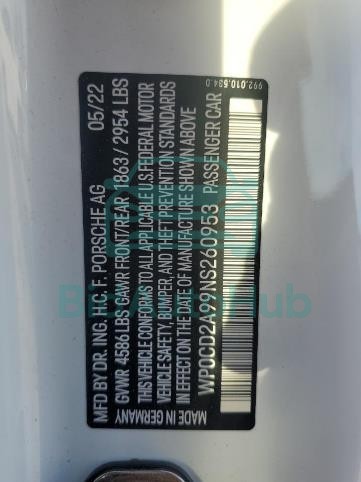 MFD BY DR. ING. H.C. F. PORSCHE AG 05/22
GVWR 4586 LBS GAWR FRONT/REAR 1863 / 2954 LBS
THIS VEHICLE CONFORMS TO ALL APPLICABLE U.S. FEDERAL MOTOR
VEHICLE SAFETY, BUMPER, AND THEFT PREVENTION STANDARDS
IN EFFECT ON THE DATE OF MANUFACTURE SHOWN ABOVE
WP0CD2A99NS260953 PASSENGER CAR
MADE IN GERMANY
992.010.534.0